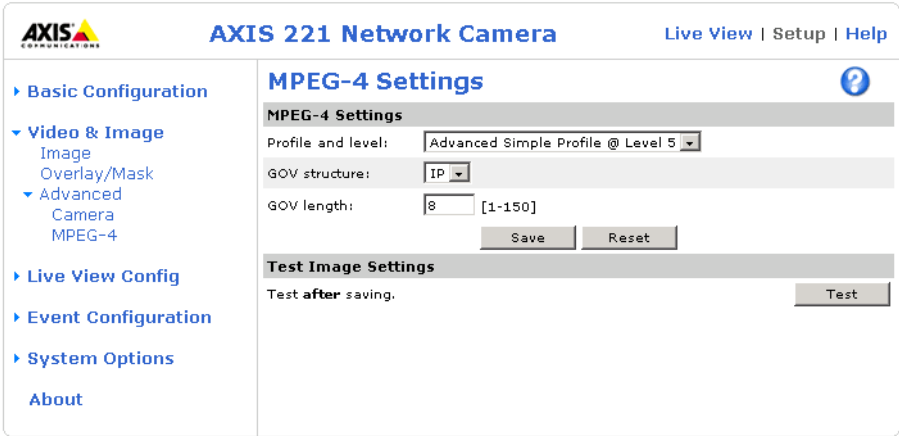 AXIS
COMMUNICATIONS
AXIS 221 Network Camera
Live View | Setup | Help
Basic Configuration
Video & Image
Image
Overlay/Mask
Advanced
Camera
MPEG-4
Live View Config
Event Configuration
System Options
About
MPEG-4 Settings
?
MPEG-4 Settings
Profile and level: Advanced Simple Profile @ Level 5
GOV structure: IP
GOV length: 8 [1-150]
Save Reset
Test Image Settings
Test after saving. Test